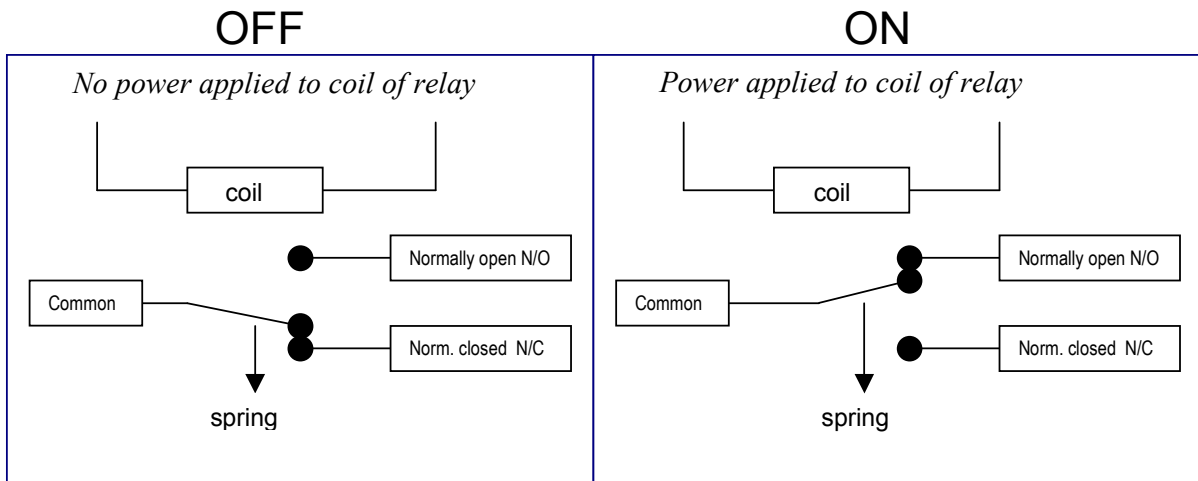 OFF
No power applied to coil of relay
coil
Normally open N/O
Common
Norm. closed N/C
spring
ON
Power applied to coil of relay
coil
Normally open N/O
Common
Norm. closed N/C
spring